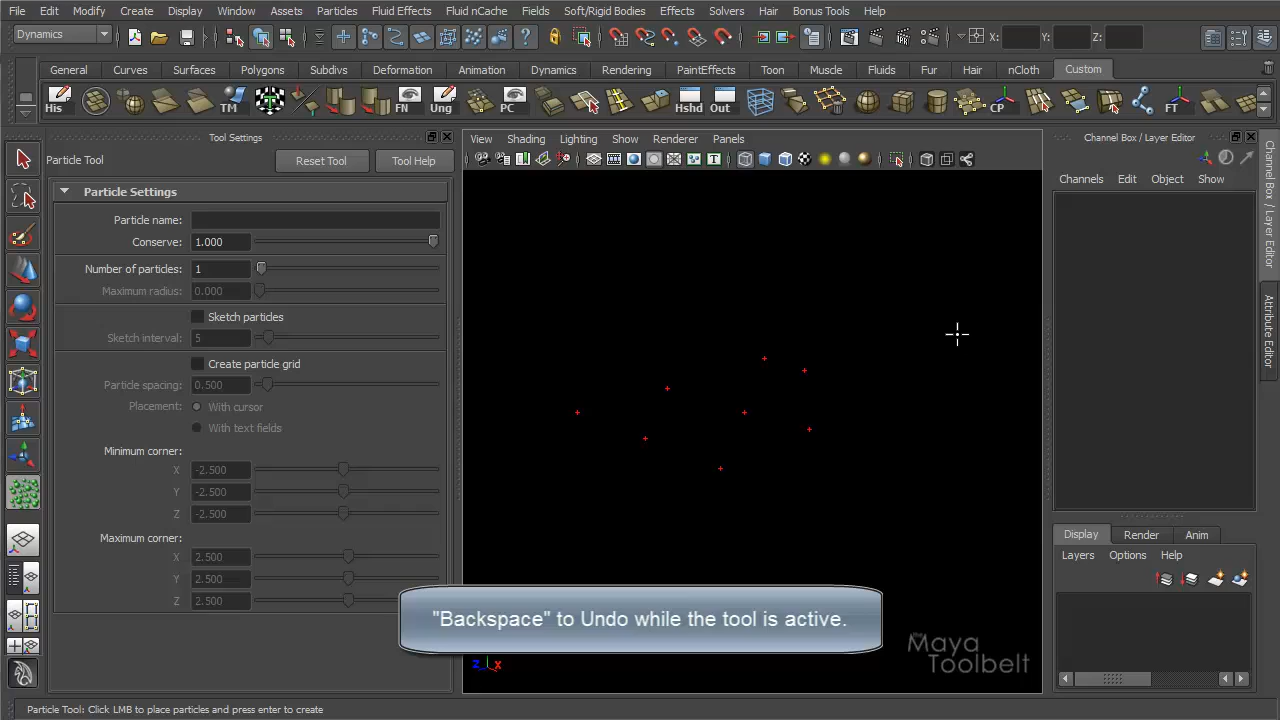 File Edit Modify Create Display Window Assets Particles Fluid Effects Fluid nCache Fields Soft/Rigid Bodies Effects Solvers Hair Bonus Tools Help
Dynamics X: Y: Z:
General Curves Surfaces Polygons Subdivs Deformation Animation Dynamics Rendering PaintEffects Toon Muscle Fluids Fur Hair nCloth Custom
His TM FN Ung PC Hshd Out CP FT
Tool Settings
Particle Tool Reset Tool Tool Help
Particle Settings
Particle name:
Conserve: 1.000
Number of particles: 1
Maximum radius: 0.000
Sketch particles
Sketch interval: 5
Create particle grid
Particle spacing: 0.500
Placement: With cursor
With text fields
Minimum corner:
X -2.500
Y -2.500
Z -2.500
Maximum corner:
X 2.500
Y 2.500
Z 2.500
View Shading Lighting Show Renderer Panels
T
"Backspace" to Undo while the tool is active.
the Maya
Toolbelt
Z X
Channel Box / Layer Editor
Channels Edit Object Show
Channel Box / Layer Editor
Attribute Editor
Display Render Anim
Layers Options Help
Particle Tool: Click LMB to place particles and press enter to create